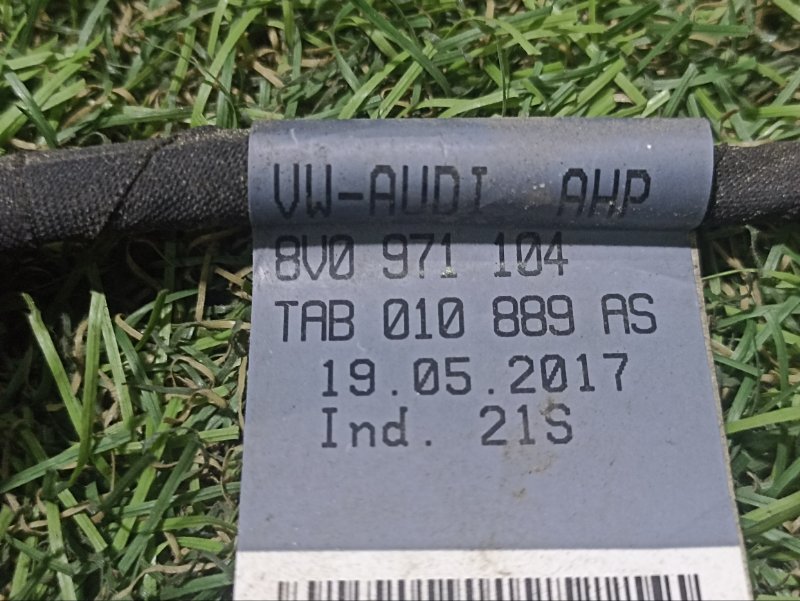 VW-AUDI AHP
8V0 971 104
TAB 010 889 AS
19.05.2017
Ind. 21S